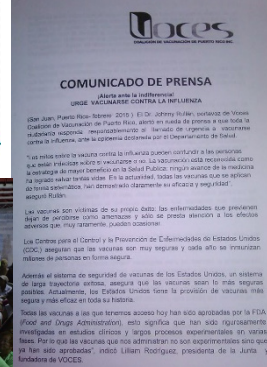 Voces
COALICIÓN DE VACUNACIÓN DE PUERTO RICO INC.
COMUNICADO DE PRENSA
¡Alerta ante la indiferencia!
URGE VACUNARSE CONTRA LA INFLUENZA
(San Juan, Puerto Rico- febrero 2016 ) El Dr. Johnny Rullán, portavoz de Voces
Coalición de Vacunación de Puerto Rico, alertó en rueda de prensa a que toda la
ciudadanía responda responsablemente al llamado de urgencia a vacunarse
contra la influenza, ante la epidemia declarada por el Departamento de Salud.
"Los mitos sobre la vacuna contra la influenza pueden confundir a las personas
que están indecisas sobre si vacunarse o no. La vacunación está reconocida como
la estrategia de mayor beneficio en la Salud Pública, ningún avance de la medicina
ha logrado salvar tantas vidas. En la actualidad, todas las vacunas que se aplican
de forma sistemática, han demostrado claramente su eficacia y seguridad",
aseguró Rullán.
Las vacunas son víctimas de su propio éxito; las enfermedades que previenen
dejan de percibirse como amenazas y sólo se presta atención a los efectos
adversos que, muy raramente, pueden ocasionar.
Los Centros para el Control y la Prevención de Enfermedades de Estados Unidos
(CDC,) aseguran que las vacunas son muy seguras y cada año se inmunizan
millones de personas en forma segura.
Además el sistema de seguridad de vacunas de los Estados Unidos, un sistema
de larga trayectoria exitosa, asegura que las vacunas sean lo más seguras
posibles. Actualmente, los Estados Unidos tiene la provisión de vacunas más
segura y más eficaz en toda su historia.
Todas las vacunas a las que tenemos acceso hoy han sido aprobadas por la FDA
(Food and Drugs Administration), esto significa que han sido rigurosamente
investigadas en estudios clínicos y largos procesos experimentales en varias
fases. Por lo que las vacunas que nos administran no son experimentales sino que
ya han sido aprobadas", indicó Lilliam Rodríguez, presidenta de la Junta y
fundadora de VOCES.